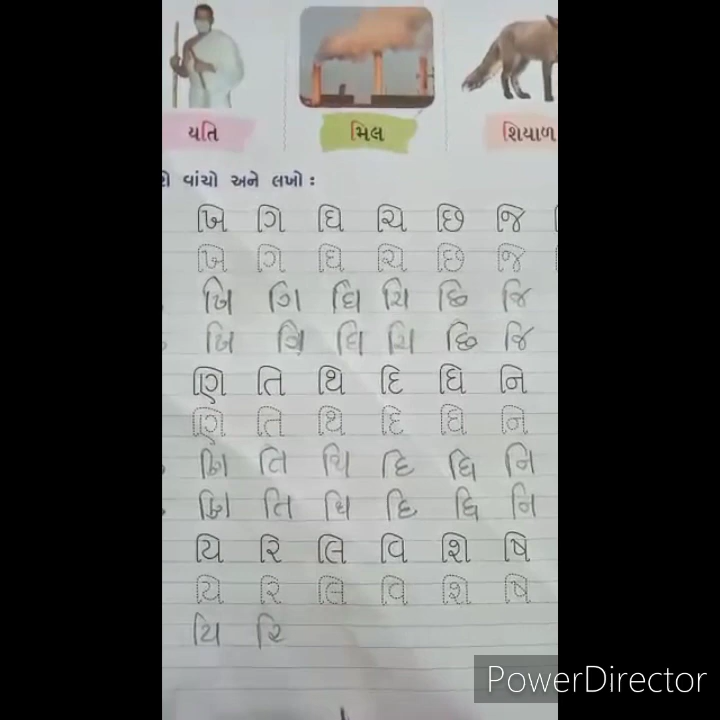 યતિ મિલ શિયાળ
વાંચો અને લખો :
ખિ ગિ ઘિ ચિ છિ જિ
ખિ ગિ ઘિ ચિ છિ જિ
ખિ ગિ ઘિ ચિ છિ જિ
ખિ ગિ ઘિ ચિ છિ જિ
ણિ તિ થિ દિ ધિ નિ
ણિ તિ થિ દિ ધિ નિ
ણિ તિ થિ દિ ધિ નિ
ણિ તિ થિ દિ ધિ નિ
યિ રિ લિ વિ શિ ષિ
યિ રિ લિ વિ શિ ષિ
યિ રિ
PowerDirector